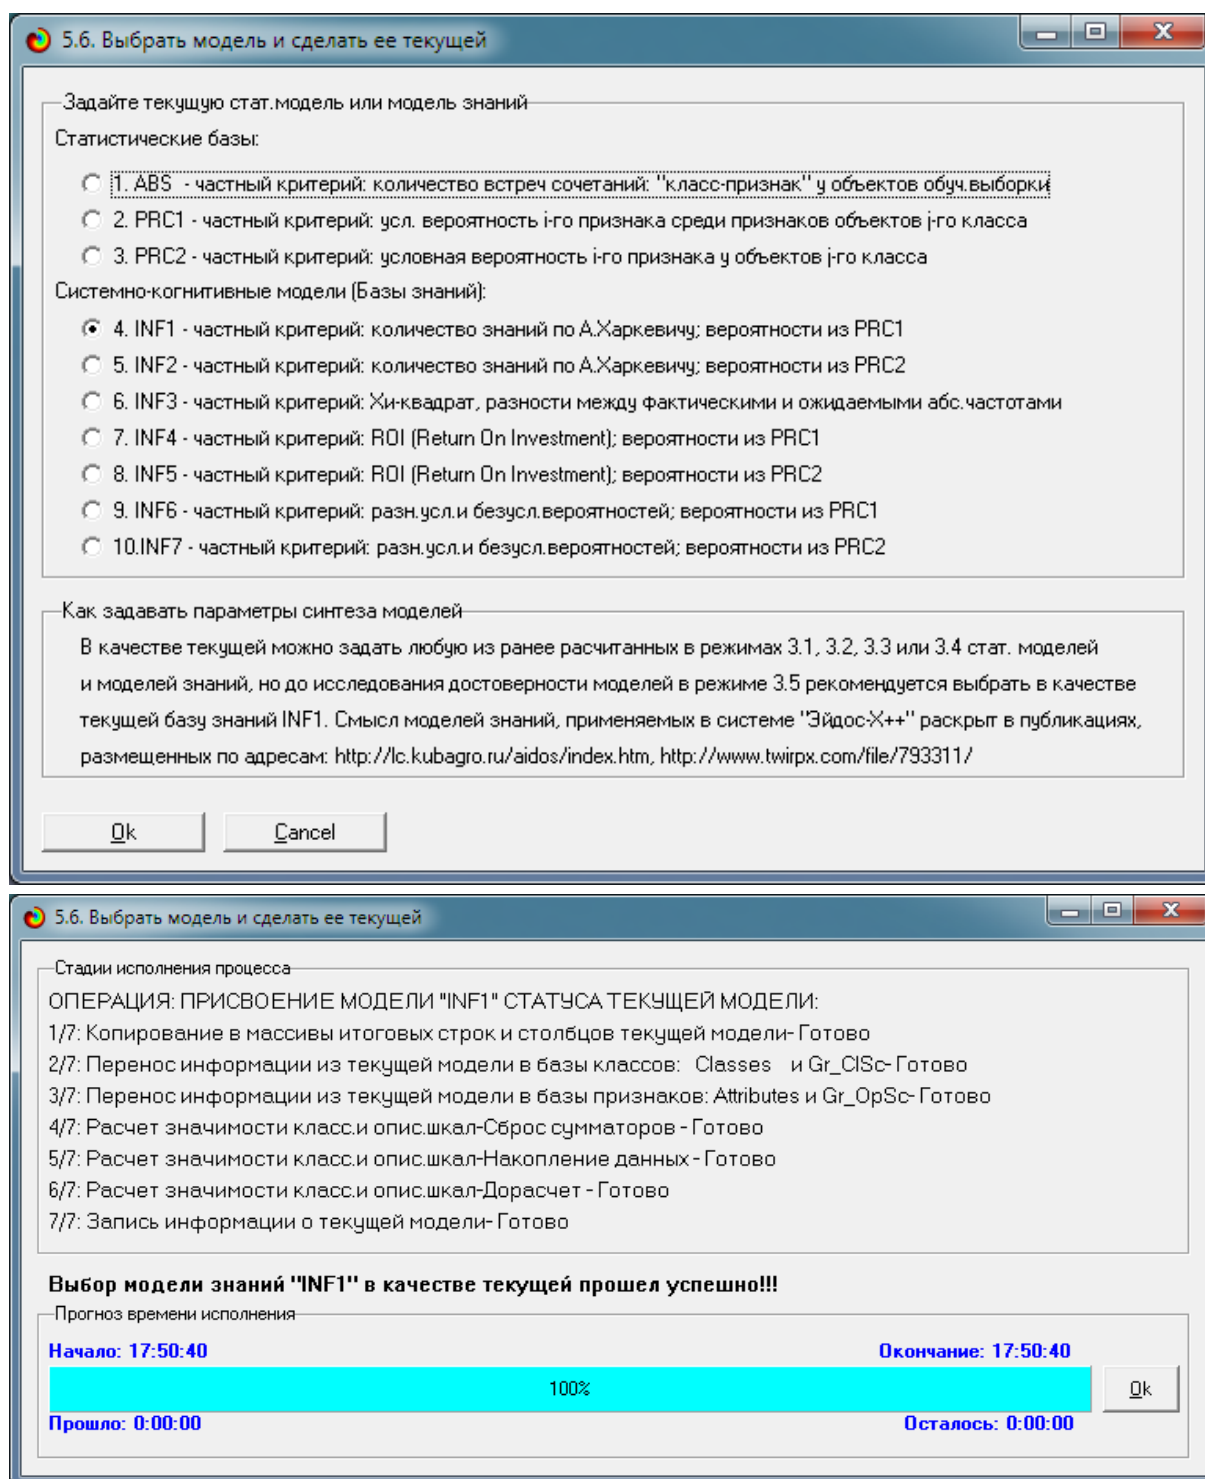 5.6. Выбрать модель и сделать ее текущей
Задайте текущую стат.модель или модель знаний
Статистические базы:
1. ABS - частный критерий: количество встреч сочетаний: "класс-признак" у объектов обуч.выборки
2. PRC1 - частный критерий: усл. вероятность i-го признака среди признаков объектов j-го класса
3. PRC2 - частный критерий: условная вероятность i-го признака у объектов j-го класса
Системно-когнитивные модели (Базы знаний):
4. INF1 - частный критерий: количество знаний по А.Харкевичу; вероятности из PRC1
5. INF2 - частный критерий: количество знаний по А.Харкевичу; вероятности из PRC2
6. INF3 - частный критерий: Хи-квадрат, разности между фактическими и ожидаемыми абс.частотами
7. INF4 - частный критерий: ROI (Return On Investment); вероятности из PRC1
8. INF5 - частный критерий: ROI (Return On Investment); вероятности из PRC2
9. INF6 - частный критерий: разн.усл.и безусл.вероятностей; вероятности из PRC1
10.INF7 - частный критерий: разн.усл.и безусл.вероятностей; вероятности из PRC2
Как задавать параметры синтеза моделей
В качестве текущей можно задать любую из ранее расчитанных в режимах 3.1, 3.2, 3.3 или 3.4 стат. моделей
и моделей знаний, но до исследования достоверности моделей в режиме 3.5 рекомендуется выбрать в качестве
текущей базу знаний INF1. Смысл моделей знаний, применяемых в системе "Эйдос-X++" раскрыт в публикациях,
размещенных по адресам: http://lc.kubagro.ru/aidos/index.htm, http://www.twirpx.com/file/793311/
Ok Cancel
5.6. Выбрать модель и сделать ее текущей
Стадии исполнения процесса
ОПЕРАЦИЯ: ПРИСВОЕНИЕ МОДЕЛИ "INF1" СТАТУСА ТЕКУЩЕЙ МОДЕЛИ:
1/7: Копирование в массивы итоговых строк и столбцов текущей модели- Готово
2/7: Перенос информации из текущей модели в базы классов: Classes и Gr_ClSc- Готово
3/7: Перенос информации из текущей модели в базы признаков: Attributes и Gr_OpSc- Готово
4/7: Расчет значимости класс.и опис.шкал-Сброс сумматоров - Готово
5/7: Расчет значимости класс.и опис.шкал-Накопление данных - Готово
6/7: Расчет значимости класс.и опис.шкал-Дорасчет - Готово
7/7: Запись информации о текущей модели- Готово
Выбор модели знаний "INF1" в качестве текущей прошел успешно!!!
Прогноз времени исполнения
Начало: 17:50:40 Окончание: 17:50:40
100% Ok
Прошло: 0:00:00 Осталось: 0:00:00